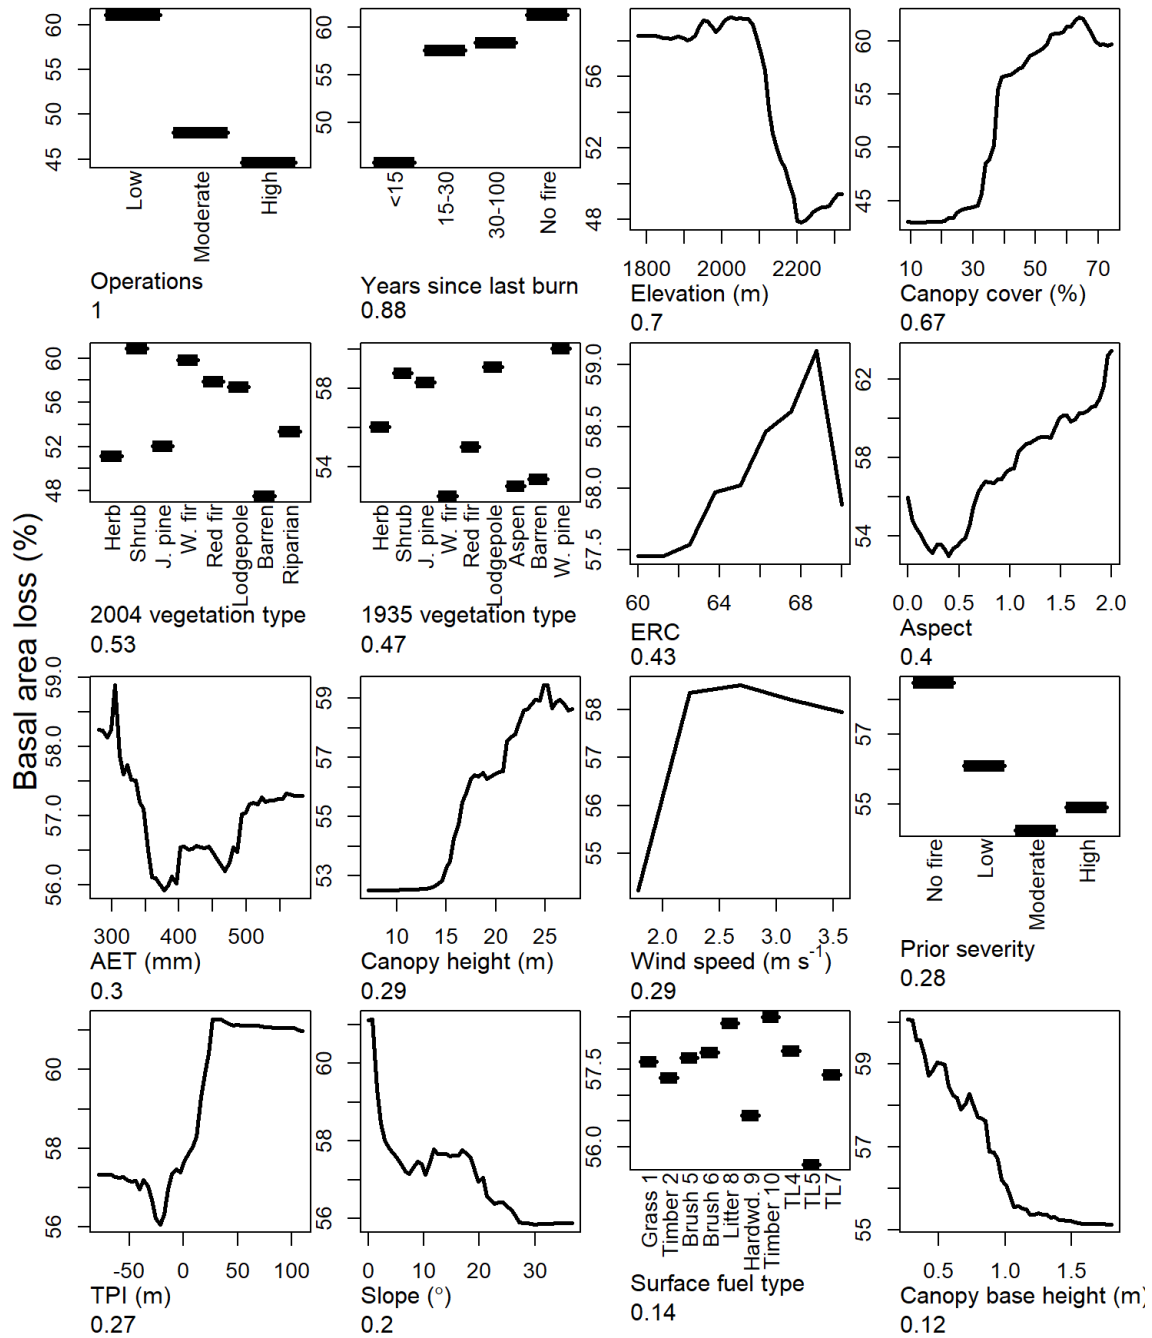 Basal area loss (%)
45 50 55 60
Low
Moderate
High
Operations
1
50 55 60
<15
15-30
30-100
No fire
Years since last burn
0.88
48 52 56
1800 2000 2200
Elevation (m)
0.7
45 50 55 60
10 30 50 70
Canopy cover (%)
0.67
48 52 56 60
Herb
Shrub
J. pine
W. fir
Red fir
Lodgepole
Barren
Riparian
2004 vegetation type
0.53
54 58
Herb
Shrub
J. pine
W. fir
Red fir
Lodgepole
Aspen
Barren
W. pine
1935 vegetation type
0.47
57.5 58.0 58.5 59.0
60 64 68
ERC
0.43
54 58 62
0.0 0.5 1.0 1.5 2.0
Aspect
0.4
56.0 57.0 58.0 59.0
300 400 500
AET (mm)
0.3
53 55 57 59
10 15 20 25
Canopy height (m)
0.29
55 56 57 58
2.0 2.5 3.0 3.5
Wind speed (m s⁻¹)
0.29
55 57
No fire
Low
Moderate
High
Prior severity
0.28
56 58 60
-50 0 50 100
TPI (m)
0.27
56 58 60
0 10 20 30
Slope (°)
0.2
56.0 57.5
Grass 1
Timber 2
Brush 5
Brush 6
Litter 8
Hardwd. 9
Timber 10
TL4
TL5
TL7
Surface fuel type
0.14
55 57 59
0.5 1.0 1.5
Canopy base height (m)
0.12